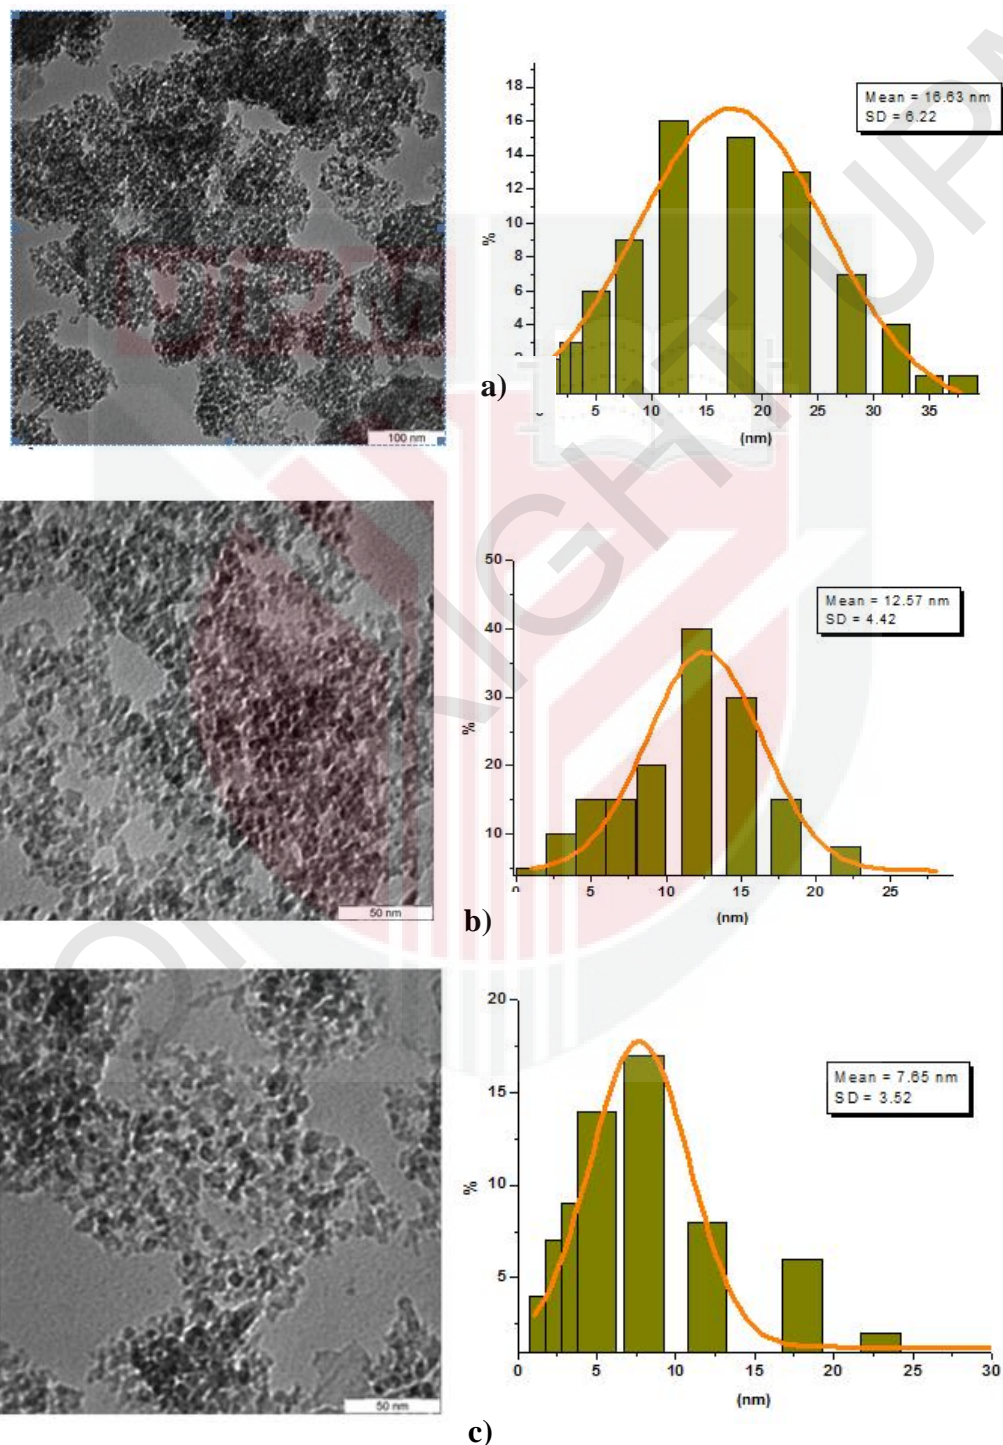 18
16
14
12
10
8
6
4
%
Mean = 16.63 nm
SD = 6.22
5 10 15 20 25 30 35
(nm)
100 nm
a)
50
40
30
20
10
%
Mean = 12.57 nm
SD = 4.42
0 5 10 15 20 25
(nm)
50 nm
b)
20
15
10
5
%
Mean = 7.65 nm
SD = 3.52
0 5 10 15 20 25 30
(nm)
50 nm
c)
UPM
RIGHT UPM